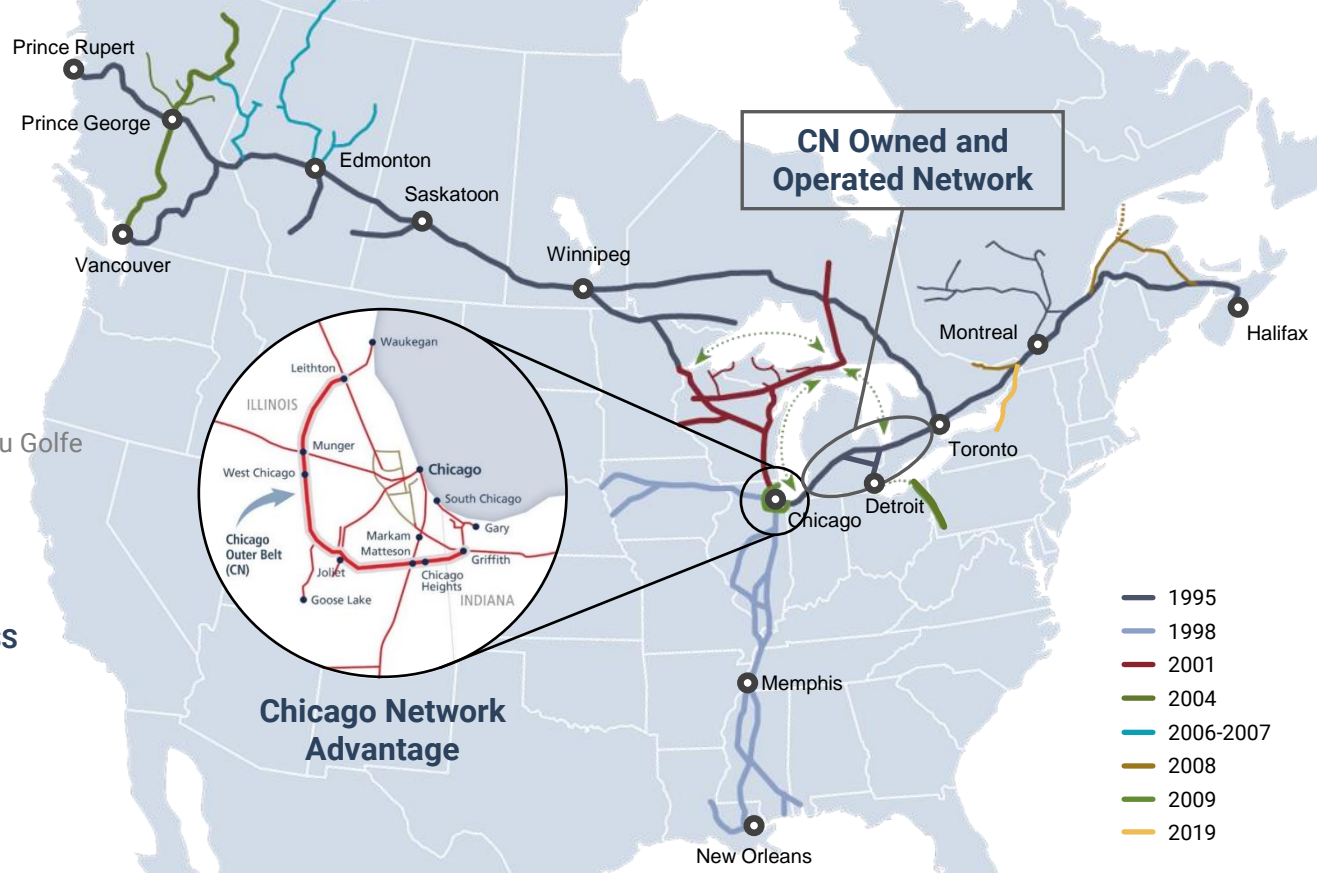 Prince Rupert
Prince George
Vancouver
Edmonton
Saskatoon
Winnipeg
CN Owned and
Operated Network
Montreal
Halifax
Toronto
Detroit
Chicago
Memphis
New Orleans
u Golfe
ss
Waukegan
Leithton
ILLINOIS
Munger
West Chicago
Chicago
South Chicago
Gary
Markam
Matteson
Griffith
Chicago
Outer Belt
(CN)
Joliet
Chicago
Heights
Goose Lake
INDIANA
Chicago Network
Advantage
1995
1998
2001
2004
2006-2007
2008
2009
2019